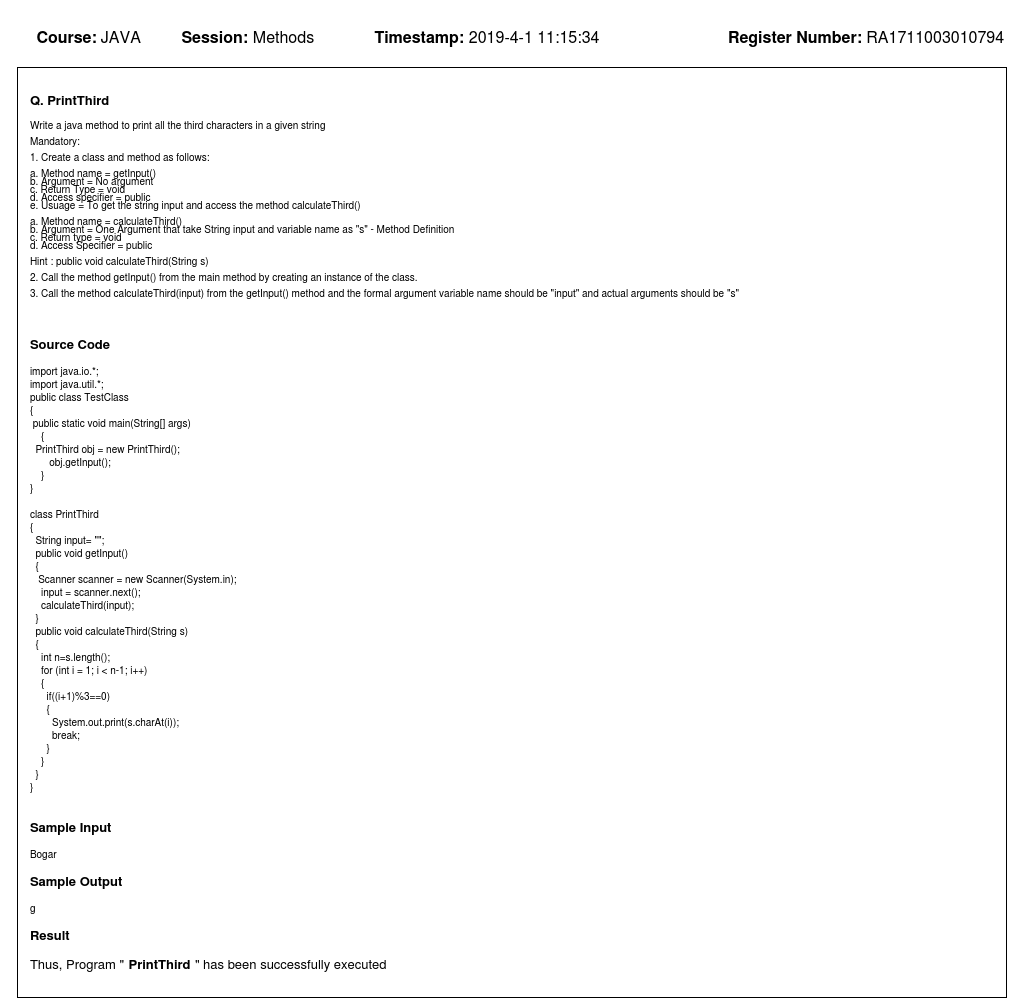 Course: JAVA Session: Methods Timestamp: 2019-4-1 11:15:34 Register Number: RA1711003010794
Q. PrintThird
Write a java method to print all the third characters in a given string
Mandatory:
1. Create a class and method as follows:
a. Method name = getInput()
b. Argument = No argument
c. Return Type = void
d. Access specifier = public
e. Usuage = To get the string input and access the method calculateThird()
a. Method name = calculateThird()
b. Argument = One Argument that take String input and variable name as "s" - Method Definition
c. Return type = void
d. Access Specifier = public
Hint : public void calculateThird(String s)
2. Call the method getInput() from the main method by creating an instance of the class.
3. Call the method calculateThird(input) from the getInput() method and the formal argument variable name should be "input" and actual arguments should be "s"
Source Code
import java.io.*;
import java.util.*;
public class TestClass
{
public static void main(String[] args)
{
PrintThird obj = new PrintThird();
obj.getInput();
}
}
class PrintThird
{
String input= "";
public void getInput()
{
Scanner scanner = new Scanner(System.in);
input = scanner.next();
calculateThird(input);
}
public void calculateThird(String s)
{
int n=s.length();
for (int i = 1; i < n-1; i++)
{
if((i+1)%3==0)
{
System.out.print(s.charAt(i));
break;
}
}
}
}
Sample Input
Bogar
Sample Output
g
Result
Thus, Program " PrintThird " has been successfully executed